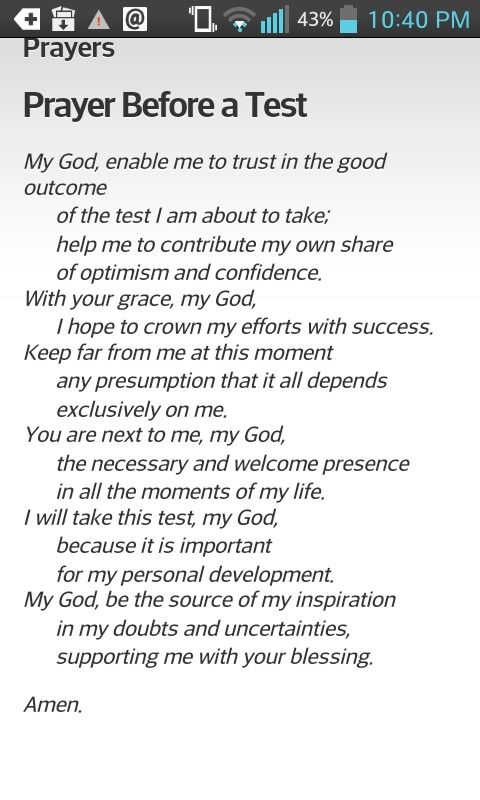 43% 10:40 PM
Prayers
Prayer Before a Test
My God, enable me to trust in the good
outcome
of the test I am about to take;
help me to contribute my own share
of optimism and confidence.
With your grace, my God,
I hope to crown my efforts with success.
Keep far from me at this moment
any presumption that it all depends
exclusively on me.
You are next to me, my God,
the necessary and welcome presence
in all the moments of my life.
I will take this test, my God,
because it is important
for my personal development.
My God, be the source of my inspiration
in my doubts and uncertainties,
supporting me with your blessing.
Amen.